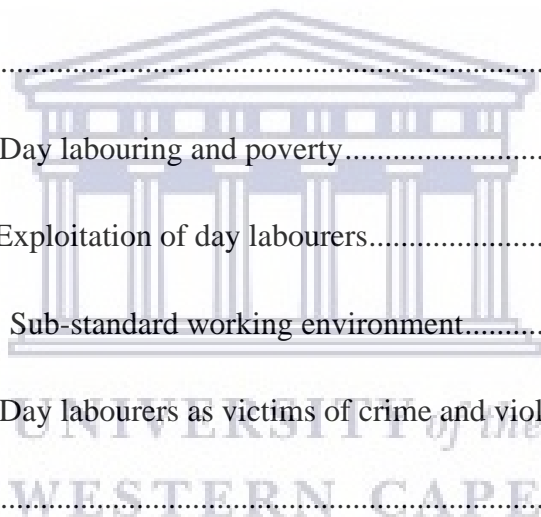 ................................................................
Day labouring and poverty.......................
Exploitation of day labourers....................
Sub-standard working environment.........
Day labourers as victims of crime and
UNIVERSITY of the
................................................................
WESTERN CAPE